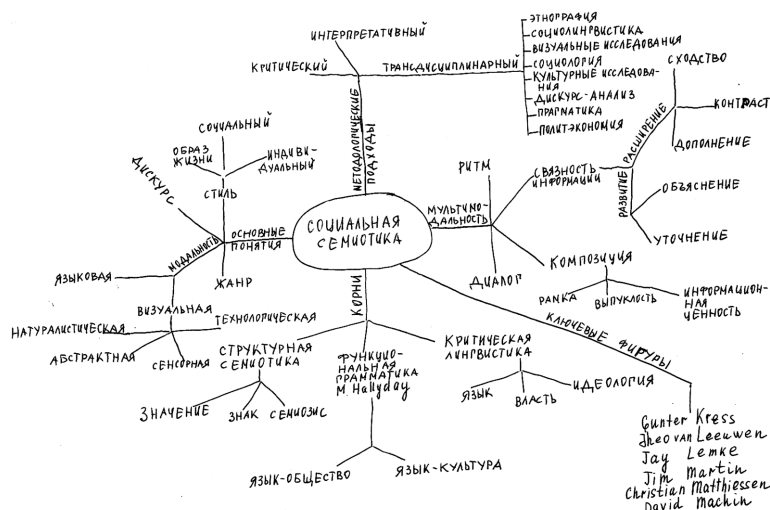 ИНТЕРПРЕТАТИВНЫЙ
КРИТИЧЕСКИЙ
ТРАНСДИСЦИПЛИНАРНЫЙ
ЭТНОГРАФИЯ
СОЦИОЛИНГВИСТИКА
ВИЗУАЛЬНЫЕ ИССЛЕДОВАНИЯ
СОЦИОЛОГИЯ
КУЛЬТУРНЫЕ ИССЛЕДОВА-
НИЯ
ДИСКУРС-АНАЛИЗ
ПРАГМАТИКА
ПОЛИТЭКОНОМИЯ
МЕТОДОЛОГИЧЕСКИЕ
ПОДХОДЫ
СХОДСТВО
КОНТРАСТ
ДОПОЛНЕНИЕ
РАСШИРЕНИЕ
РАЗВИТИЕ
ОБЪЯСНЕНИЕ
УТОЧНЕНИЕ
СВЯЗНОСТЬ
ИНФОРМАЦИИ
РИТМ
МУЛЬТИМО-
ДАЛЬНОСТЬ
ДИАЛОГ
КОМПОЗИЦИЯ
РАМКА
ВЫПУКЛОСТЬ
ИНФОРМАЦИОН-
НАЯ
ЦЕННОСТЬ
СОЦИАЛЬНАЯ
СЕМИОТИКА
СОЦИАЛЬНЫЙ
ОБРАЗ
ЖИЗНИ
ИНДИВИ-
ДУАЛЬНЫЙ
СТИЛЬ
ДИСКУРС
ОСНОВНЫЕ
ПОНЯТИЯ
МОДАЛЬНОСТЬ
ЖАНР
ЯЗЫКОВАЯ
ВИЗУАЛЬНАЯ
НАТУРАЛИСТИЧЕСКАЯ
ТЕХНОЛОГИЧЕСКАЯ
АБСТРАКТНАЯ
СЕНСОРНАЯ
КОРНИ
СТРУКТУРНАЯ
СЕМИОТИКА
ЗНАЧЕНИЕ
ЗНАК
СЕМИОЗИС
ФУНКЦИО-
НАЛЬНАЯ
ГРАММАТИКА
M. Hallyday
ЯЗЫК-ОБЩЕСТВО
ЯЗЫК-КУЛЬТУРА
КРИТИЧЕСКАЯ
ЛИНГВИСТИКА
ЯЗЫК
ВЛАСТЬ
ИДЕОЛОГИЯ
КЛЮЧЕВЫЕ ФИГУРЫ
Gunter Kress
Theo van Leeuwen
Jay Lemke
Jim Martin
Christian Matthiessen
David Machin